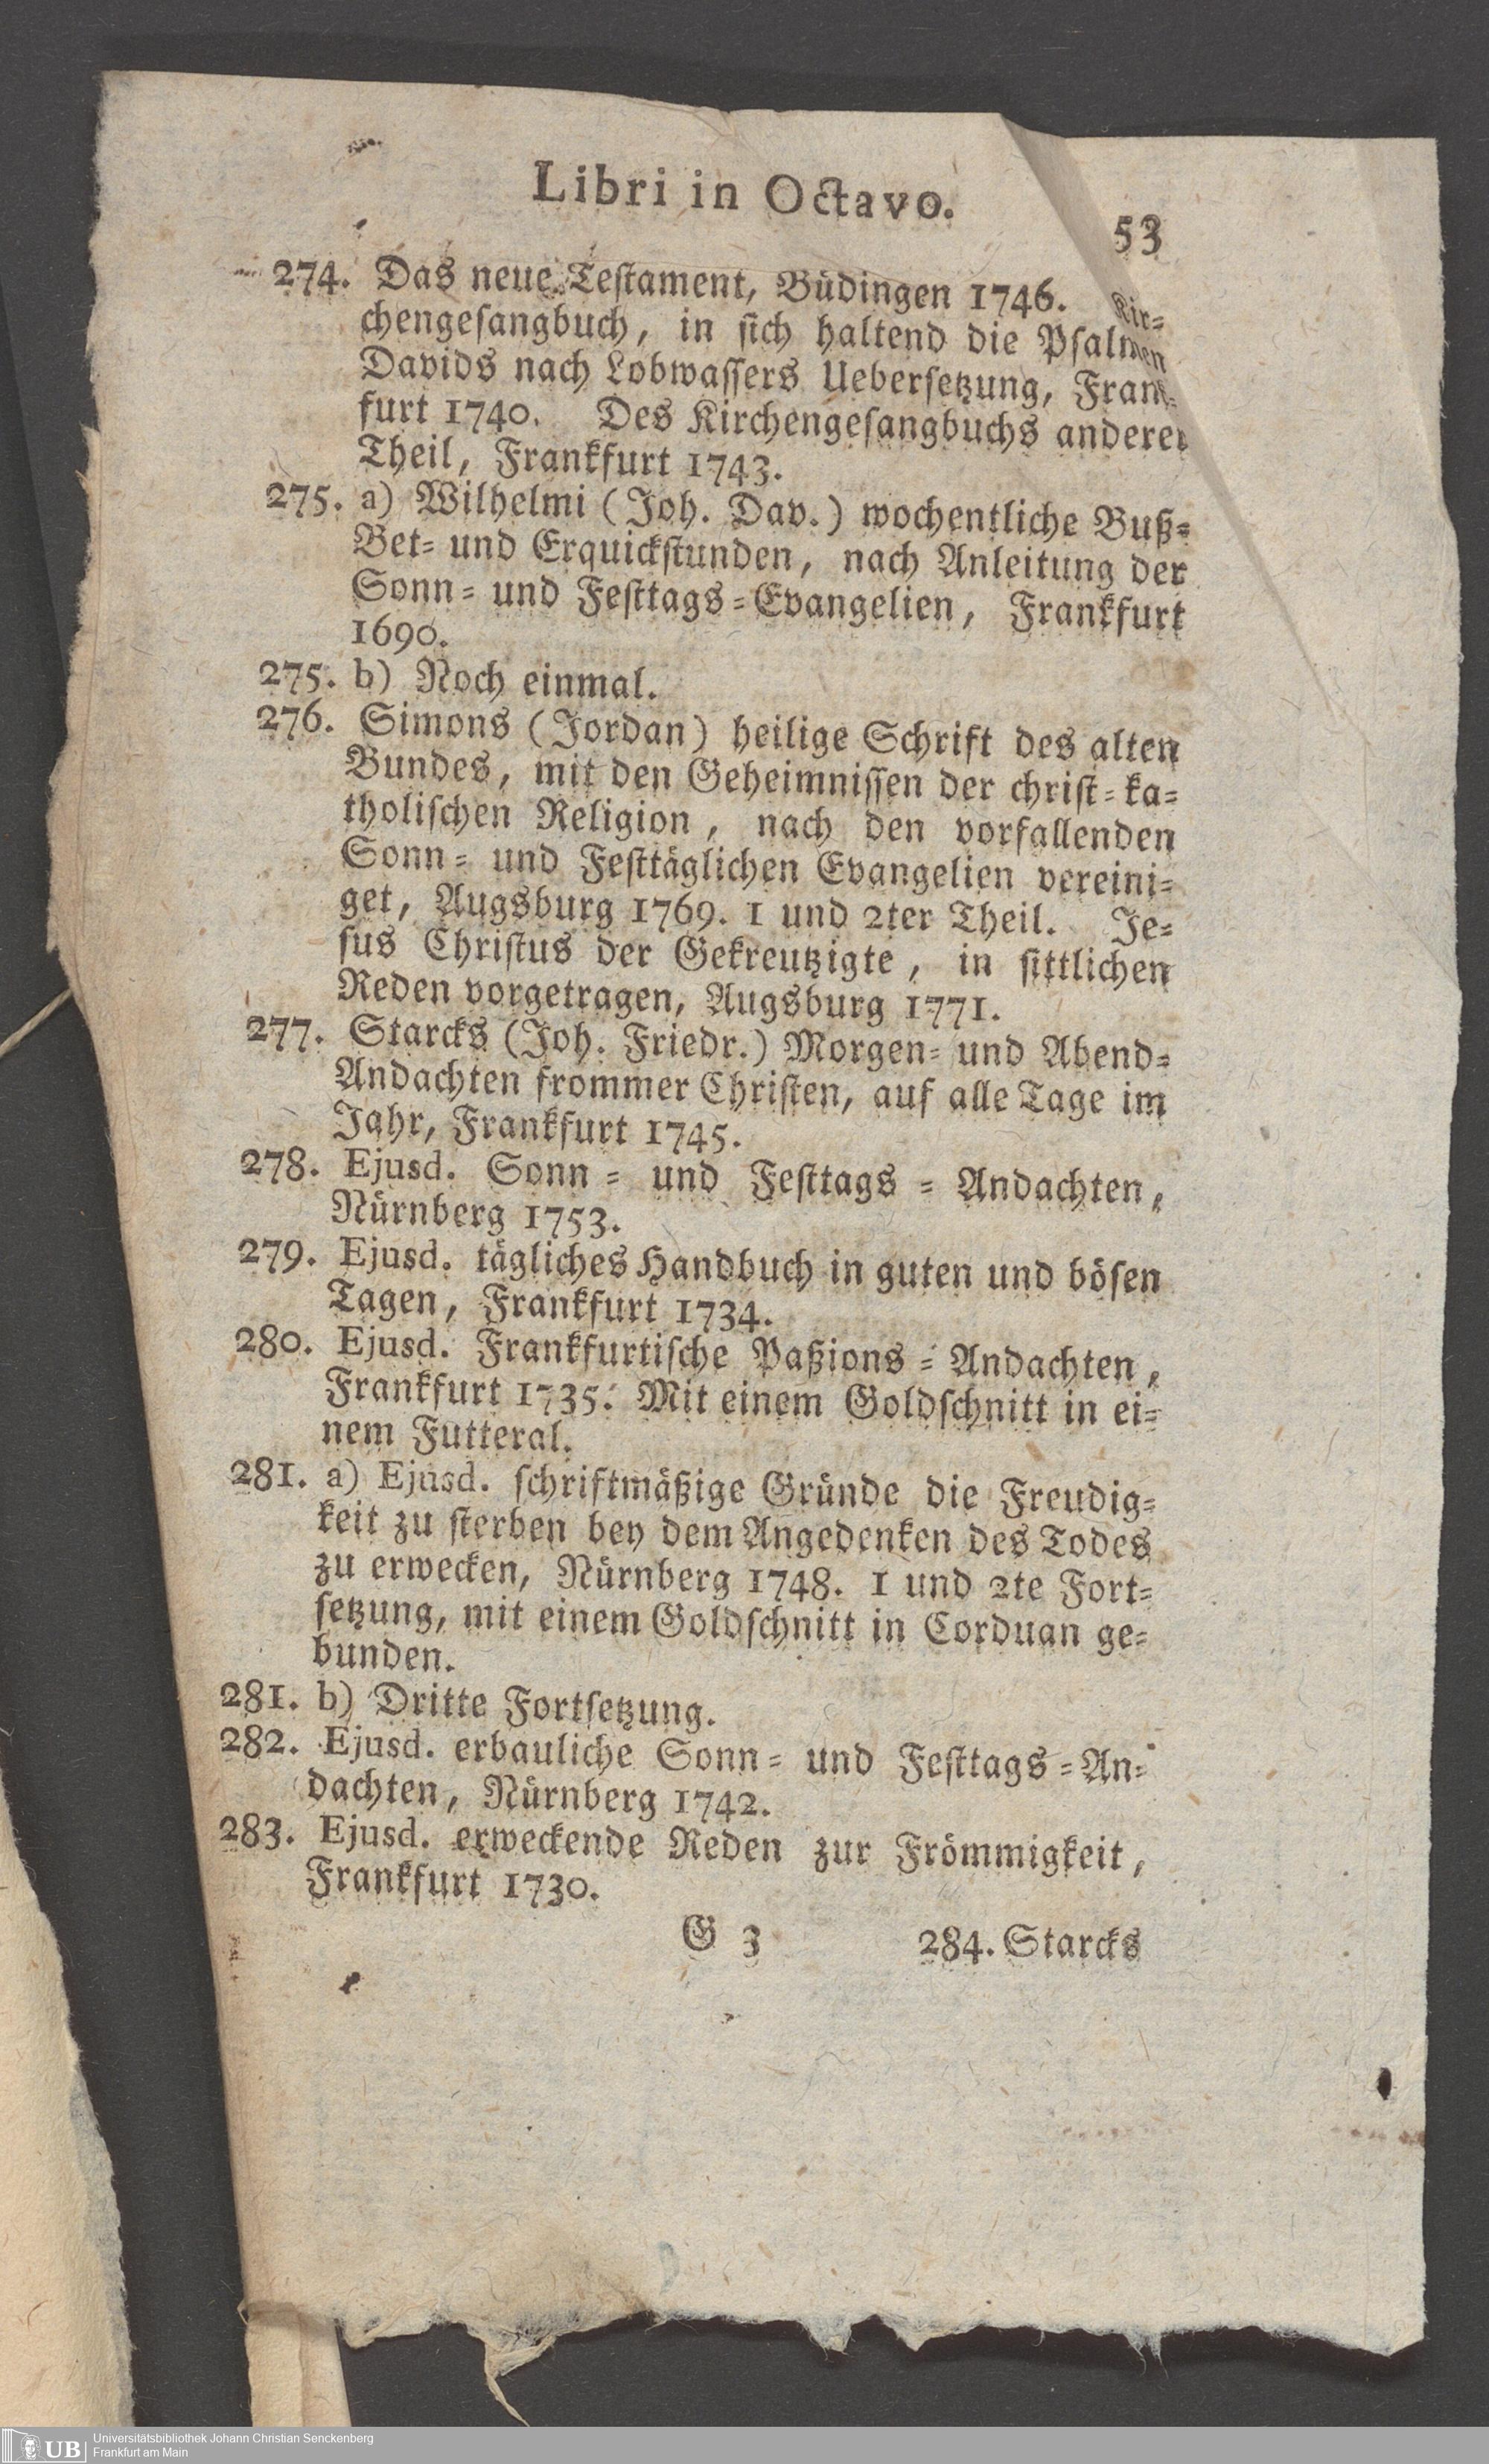 Libri in Octavo.
53
274. Das neue Testament, Büdingen 1746. Kir=
chengesangbuch, in sich haltend die Psalmen
Davids nach Lobwassers Uebersetzung, Frank=
furt 1740. Des Kirchengesangbuchs anderer
Theil, Frankfurt 1743.
275. a) Wilhelmi (Joh. Dav.) wochentliche Buß=
Bet= und Erquickstunden, nach Anleitung der
Sonn= und Festtags=Evangelien, Frankfurt
1690.
275. b) Noch einmal.
276. Simons (Jordan) heilige Schrift des alten
Bundes, mit den Geheimnissen der christ=ka=
tholischen Religion, nach den vorfallenden
Sonn= und Festtäglichen Evangelien vereini=
get, Augsburg 1769. 1 und 2ter Theil. Je=
sus Christus der Gekreutzigte, in sittlichen
Reden vorgetragen, Augsburg 1771.
277. Starcks (Joh. Friedr.) Morgen= und Abend=
Andachten frommer Christen, auf alle Tage im
Jahr, Frankfurt 1745.
278. Ejusd. Sonn= und Festtags=Andachten,
Nürnberg 1753.
279. Ejusd. tägliches Handbuch in guten und bösen
Tagen, Frankfurt 1734.
280. Ejusd. Frankfurtische Paßions=Andachten,
Frankfurt 1735. Mit einem Goldschnitt in ei=
nem Futteral.
281. a) Ejusd. schriftmäßige Gründe die Freudig=
keit zu sterben bey dem Angedenken des Todes
zu erwecken, Nürnberg 1748. 1 und 2te Fort=
setzung, mit einem Goldschnitt in Corduan ge=
bunden.
281. b) Dritte Fortsetzung.
282. Ejusd. erbauliche Sonn= und Festtags=An=
dachten, Nürnberg 1742.
283. Ejusd. erweckende Reden zur Frömmigkeit,
Frankfurt 1730.
G 3 284. Starcks
UB
Universitätsbibliothek Johann Christian Senckenberg
Frankfurt am Main